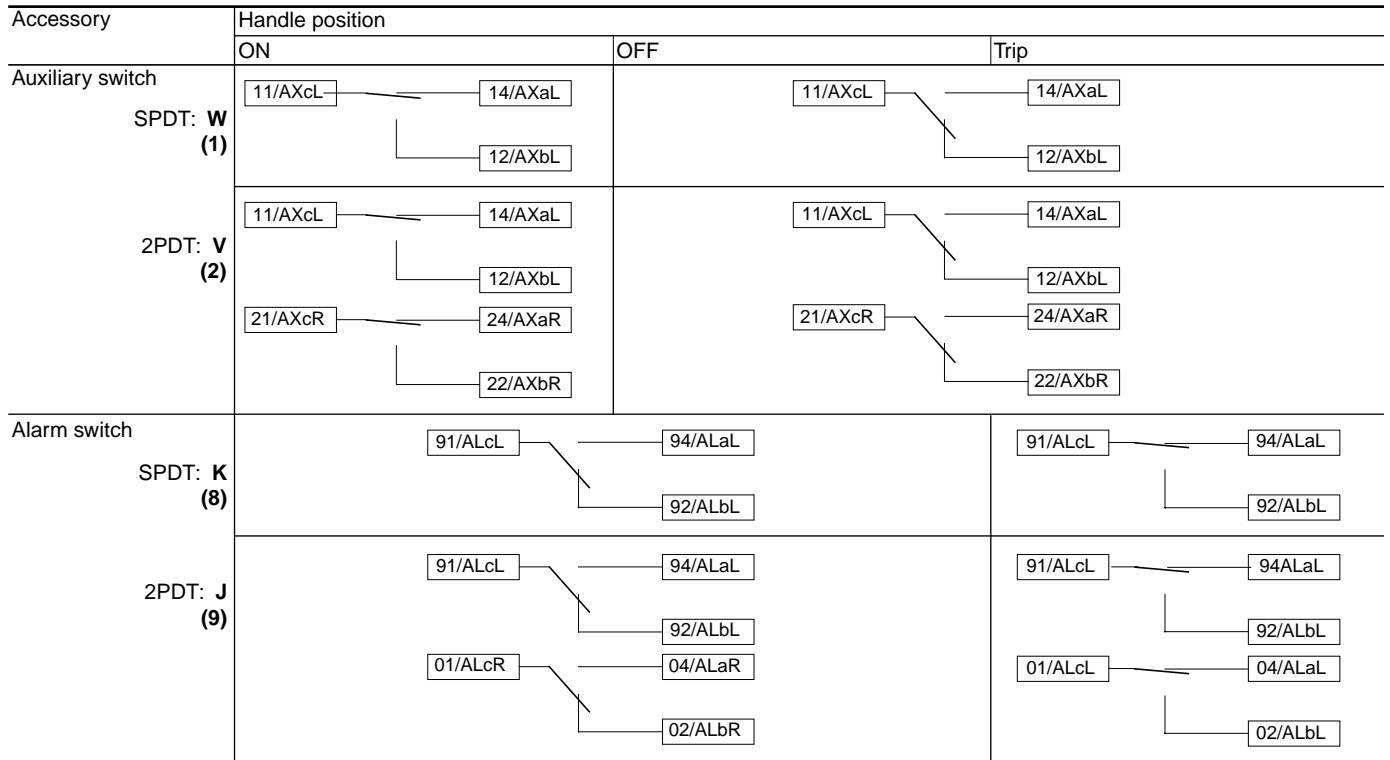 Accessory Handle position
ON OFF Trip
Auxiliary switch
11/AXcL 14/AXaL 11/AXcL 14/AXaL
SPDT: W
(1)
12/AXbL 12/AXbL
11/AXcL 14/AXaL 11/AXcL 14/AXaL
2PDT: V
(2)
12/AXbL 12/AXbL
21/AXcR 24/AXaR 21/AXcR 24/AXaR
22/AXbR 22/AXbR
Alarm switch
91/ALcL 94/ALaL 91/ALcL 94/ALaL
SPDT: K
(8)
92/ALbL 92/ALbL
91/ALcL 94/ALaL 91/ALcL 94ALaL
2PDT: J
(9)
92/ALbL 92/ALbL
01/ALcR 04/ALaR 01/ALcL 04/ALaL
02/ALbR 02/ALbL